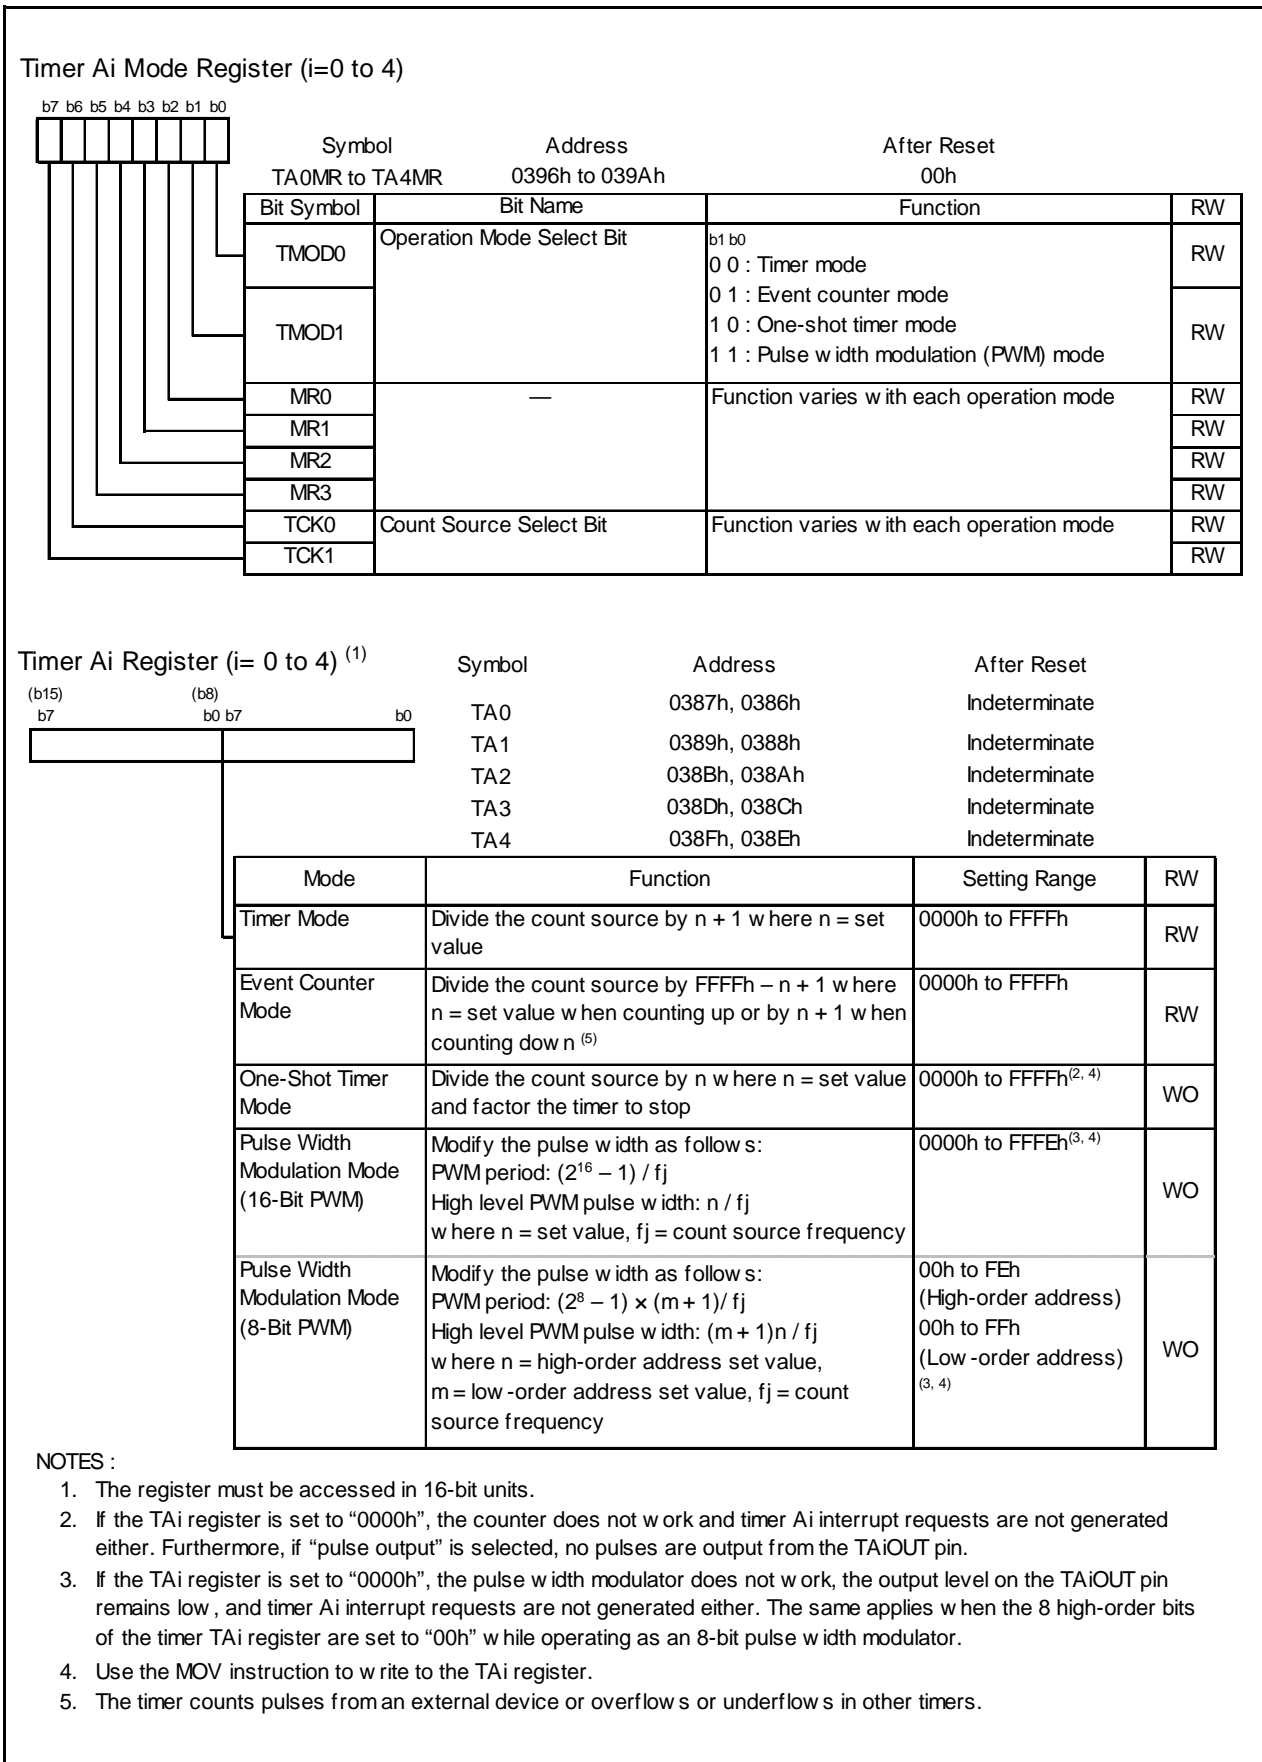 Timer Ai Mode Register (i=0 to 4)
b7 b6 b5 b4 b3 b2 b1 b0
Symbol Address After Reset
TA0MR to TA4MR 0396h to 039Ah 00h
Bit Symbol Bit Name Function RW
TMOD0 Operation Mode Select Bit b1 b0 RW
0 0 : Timer mode
0 1 : Event counter mode
TMOD1 1 0 : One-shot timer mode RW
1 1 : Pulse width modulation (PWM) mode
MR0 — Function varies with each operation mode RW
MR1 RW
MR2 RW
MR3 RW
TCK0 Count Source Select Bit Function varies with each operation mode RW
TCK1 RW
Timer Ai Register (i= 0 to 4) (1)
Symbol Address After Reset
(b15) (b8)
b7 b0 b7 b0
TA0 0387h, 0386h Indeterminate
TA1 0389h, 0388h Indeterminate
TA2 038Bh, 038Ah Indeterminate
TA3 038Dh, 038Ch Indeterminate
TA4 038Fh, 038Eh Indeterminate
Mode Function Setting Range RW
Timer Mode Divide the count source by n + 1 where n = set 0000h to FFFFh RW
value
Event Counter Divide the count source by FFFFh – n + 1 where 0000h to FFFFh
Mode n = set value when counting up or by n + 1 when RW
counting down (5)
One-Shot Timer Divide the count source by n where n = set value 0000h to FFFFh(2, 4) WO
Mode and factor the timer to stop
Pulse Width Modify the pulse width as follows: 0000h to FFFEh(3, 4)
Modulation Mode PWM period: (2^16 – 1) / fj WO
(16-Bit PWM) High level PWM pulse width: n / fj
where n = set value, fj = count source frequency
Pulse Width Modify the pulse width as follows: 00h to FEh
Modulation Mode PWM period: (2^8 – 1) × (m + 1)/ fj (High-order address)
(8-Bit PWM) High level PWM pulse width: (m + 1)n / fj 00h to FFh
where n = high-order address set value, (Low-order address) WO
m = low-order address set value, fj = count (3, 4)
source frequency
NOTES :
1. The register must be accessed in 16-bit units.
2. If the TAi register is set to “0000h”, the counter does not work and timer Ai interrupt requests are not generated
either. Furthermore, if “pulse output” is selected, no pulses are output from the TAiOUT pin.
3. If the TAi register is set to “0000h”, the pulse width modulator does not work, the output level on the TAiOUT pin
remains low, and timer Ai interrupt requests are not generated either. The same applies when the 8 high-order bits
of the timer TAi register are set to “00h” while operating as an 8-bit pulse width modulator.
4. Use the MOV instruction to write to the TAi register.
5. The timer counts pulses from an external device or overflows or underflows in other timers.